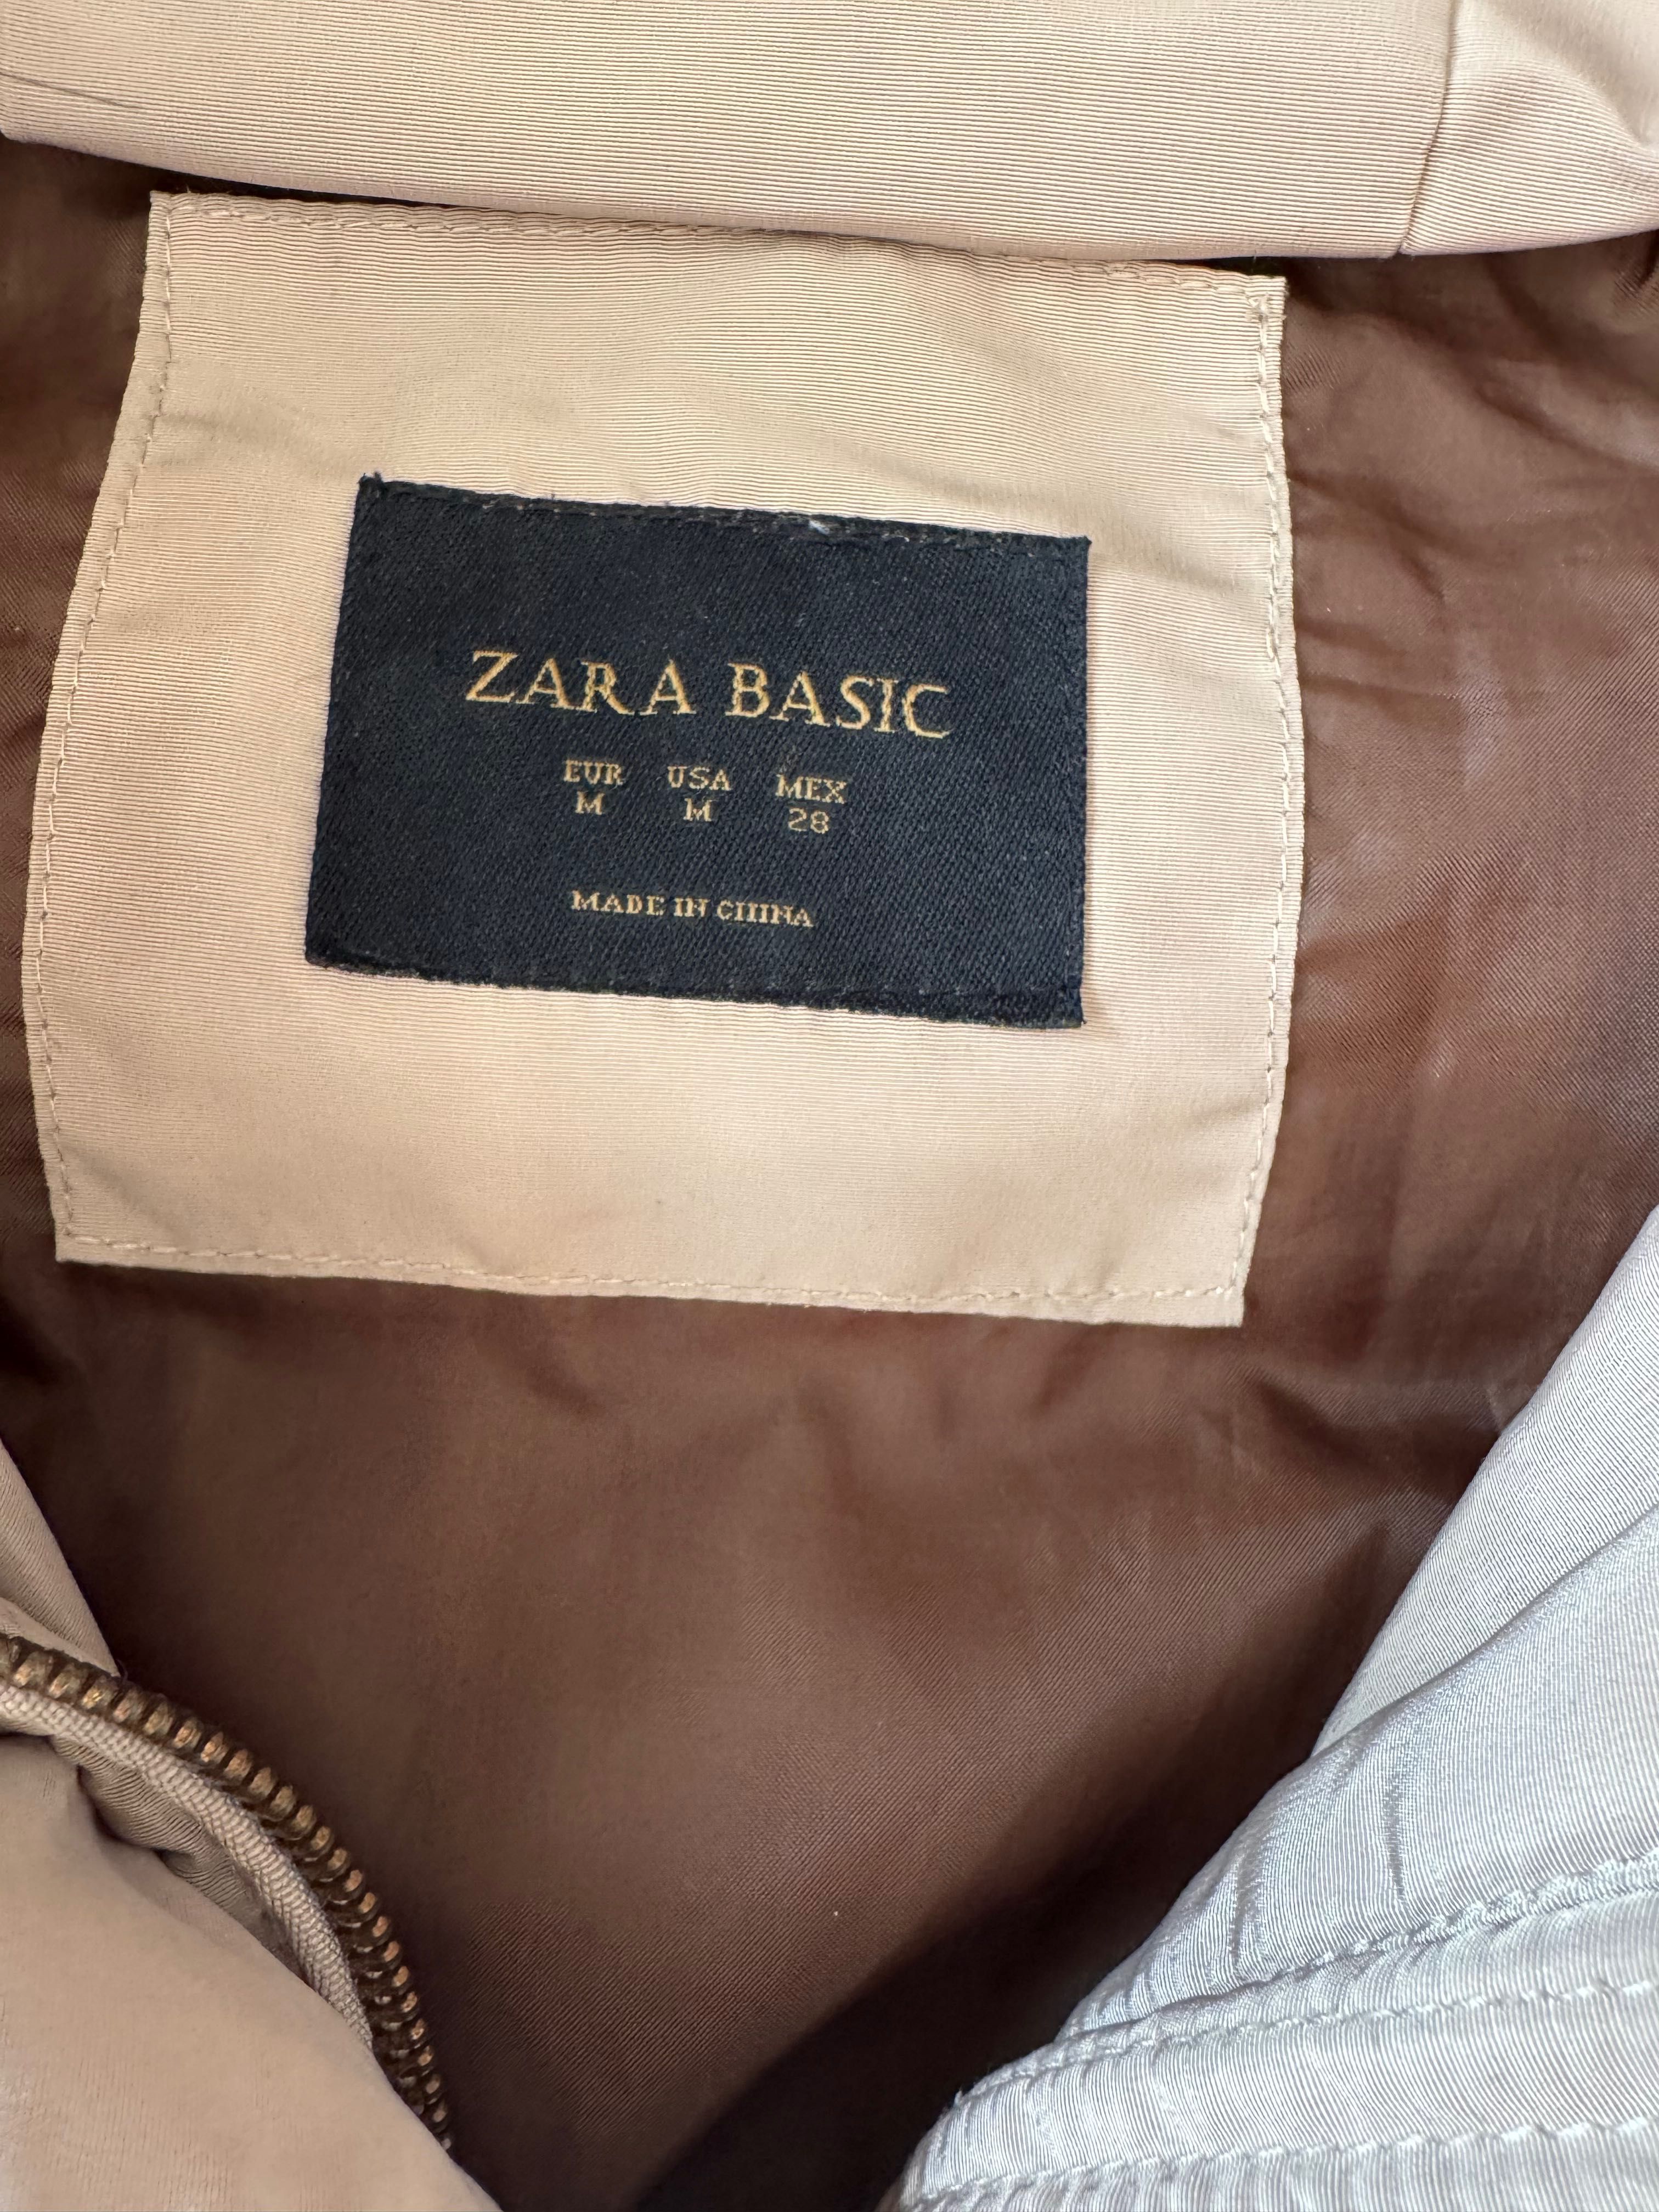 ZARA BASIC
EUR USA MEX
M M 28
MADE IN CHINA